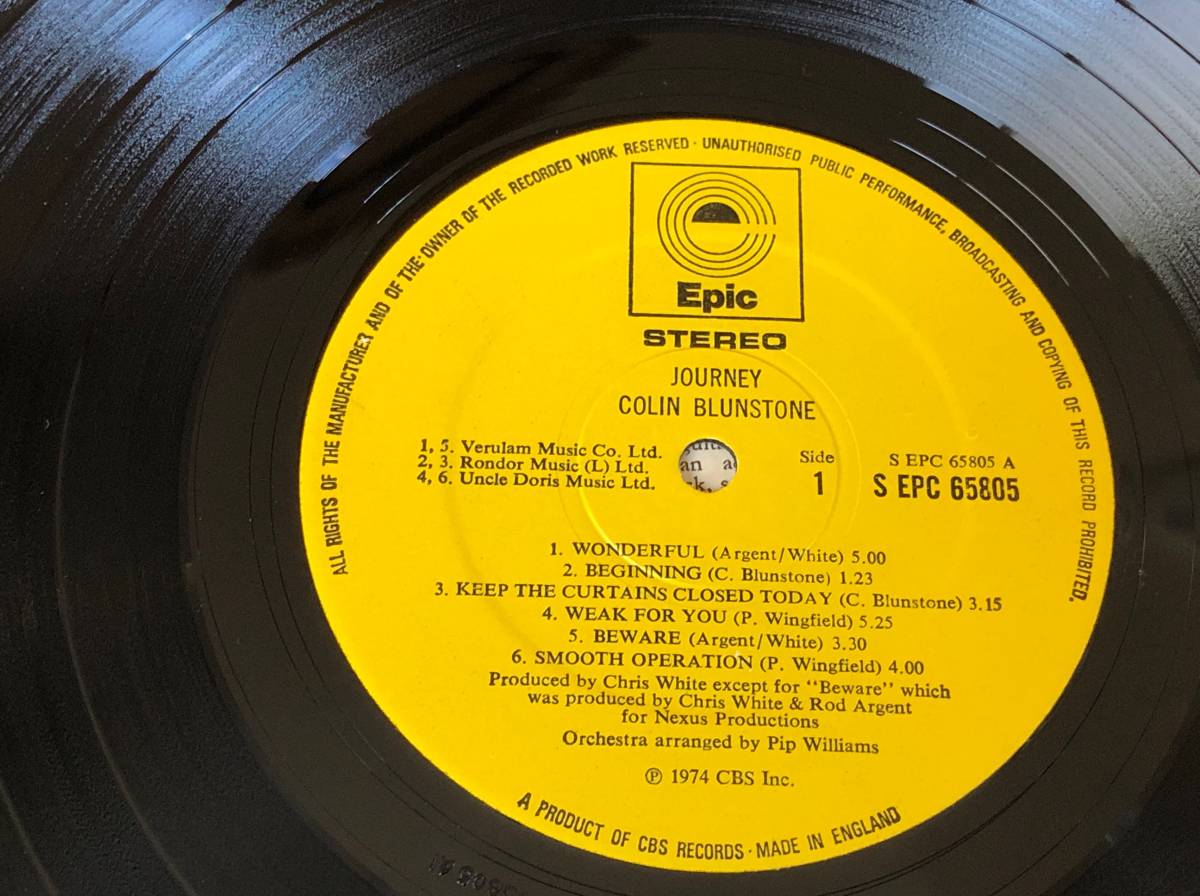 ALL RIGHTS OF THE MANUFACTURER AND OF THE OWNER OF THE RECORDED WORK RESERVED · UNAUTHORISED PUBLIC PERFORMANCE, BROADCASTING AND COPYING OF THIS RECORD PROHIBITED.
Epic
STEREO
JOURNEY
COLIN BLUNSTONE
1, 5. Verulam Music Co. Ltd.
2, 3. Rondor Music (L) Ltd.
4, 6. Uncle Doris Music Ltd.
an a
Side
1
S EPC 65805 A
S EPC 65805
1. WONDERFUL (Argent/White) 5.00
2. BEGINNING (C. Blunstone) 1.23
3. KEEP THE CURTAINS CLOSED TODAY (C. Blunstone) 3.15
4. WEAK FOR YOU (P. Wingfield) 5.25
5. BEWARE (Argent/White) 3.30
6. SMOOTH OPERATION (P. Wingfield) 4.00
Produced by Chris White except for "Beware" which
was produced by Chris White & Rod Argent
for Nexus Productions
Orchestra arranged by Pip Williams
℗ 1974 CBS Inc.
A PRODUCT OF CBS RECORDS · MADE IN ENGLAND